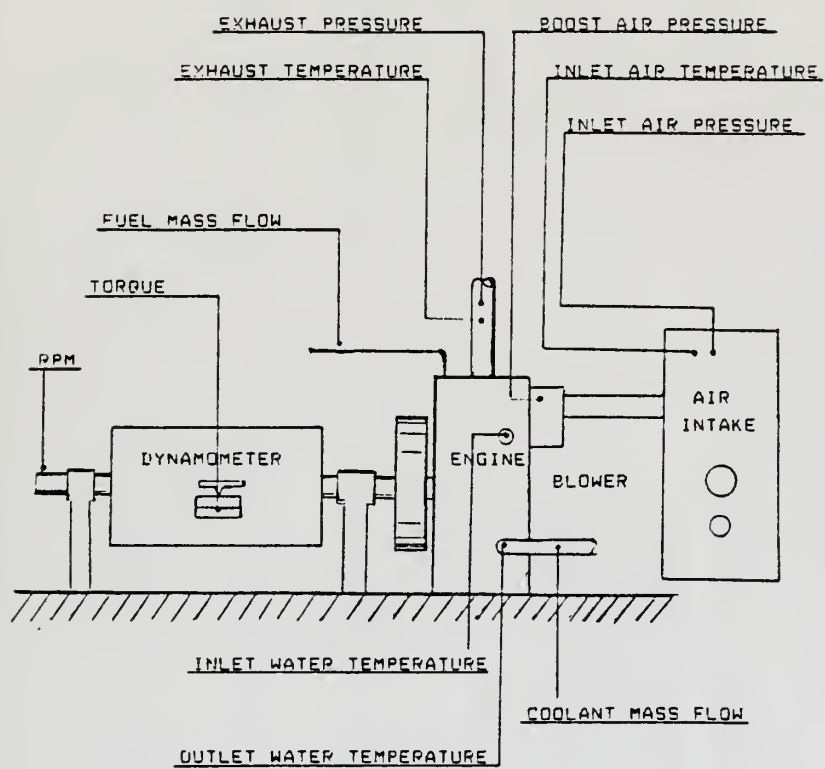 EXHAUST PRESSURE
BOOST AIR PRESSURE
EXHAUST TEMPERATURE
INLET AIR TEMPERATURE
INLET AIR PRESSURE
FUEL MASS FLOW
TORQUE
RPM
AIR
INTAKE
DYNAMOMETER
ENGINE
BLOWER
INLET WATER TEMPERATURE
COOLANT MASS FLOW
OUTLET WATER TEMPERATURE